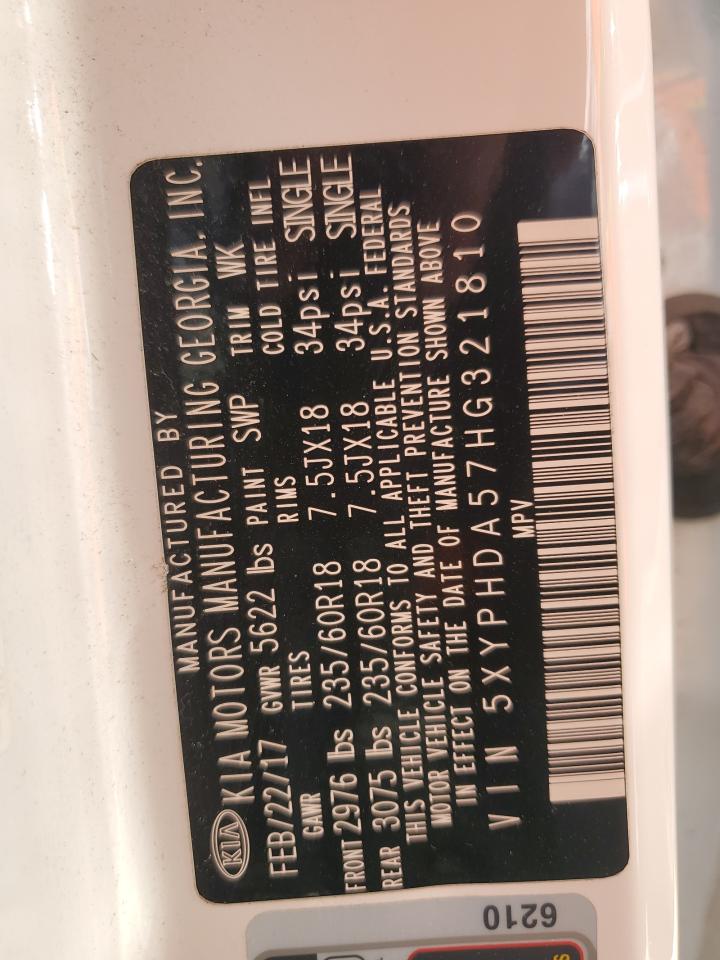 MANUFACTURED BY
KIA KIA MOTORS MANUFACTURING GEORGIA, INC.
FEB/22/17 GVWR 5622 lbs PAINT SWP TRIM WK
GAWR TIRES RIMS COLD TIRE INFL
FRONT 2976 lbs 235/60R18 7.5JX18 34psi SINGLE
REAR 3075 lbs 235/60R18 7.5JX18 34psi SINGLE
THIS VEHICLE CONFORMS TO ALL APPLICABLE U.S.A. FEDERAL
MOTOR VEHICLE SAFETY AND THEFT PREVENTION STANDARDS
IN EFFECT ON THE DATE OF MANUFACTURE SHOWN ABOVE
VIN 5XYPHDA57HG321810
MPV
6210